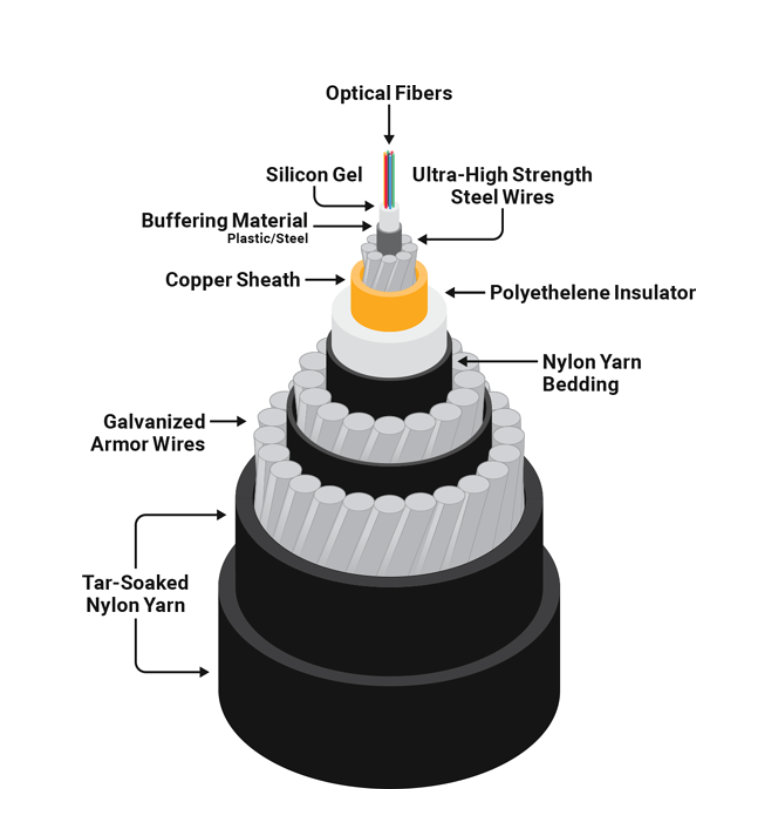 Optical Fibers
Silicon Gel
Ultra-High Strength
Steel Wires
Buffering Material
Plastic/Steel
Copper Sheath
Polyethelene Insulator
Nylon Yarn
Bedding
Galvanized
Armor Wires
Tar-Soaked
Nylon Yarn